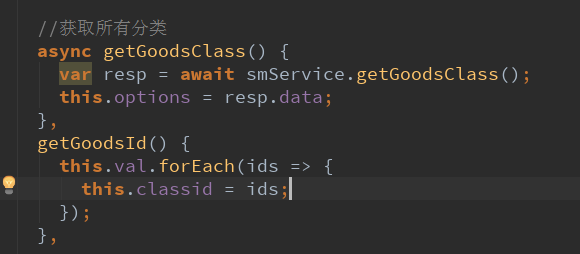 //获取所有分类
async getGoodsClass() {
var resp = await smService.getGoodsClass();
this.options = resp.data;
},
getGoodsId() {
this.val.forEach(ids => {
this.classid = ids;
});
},